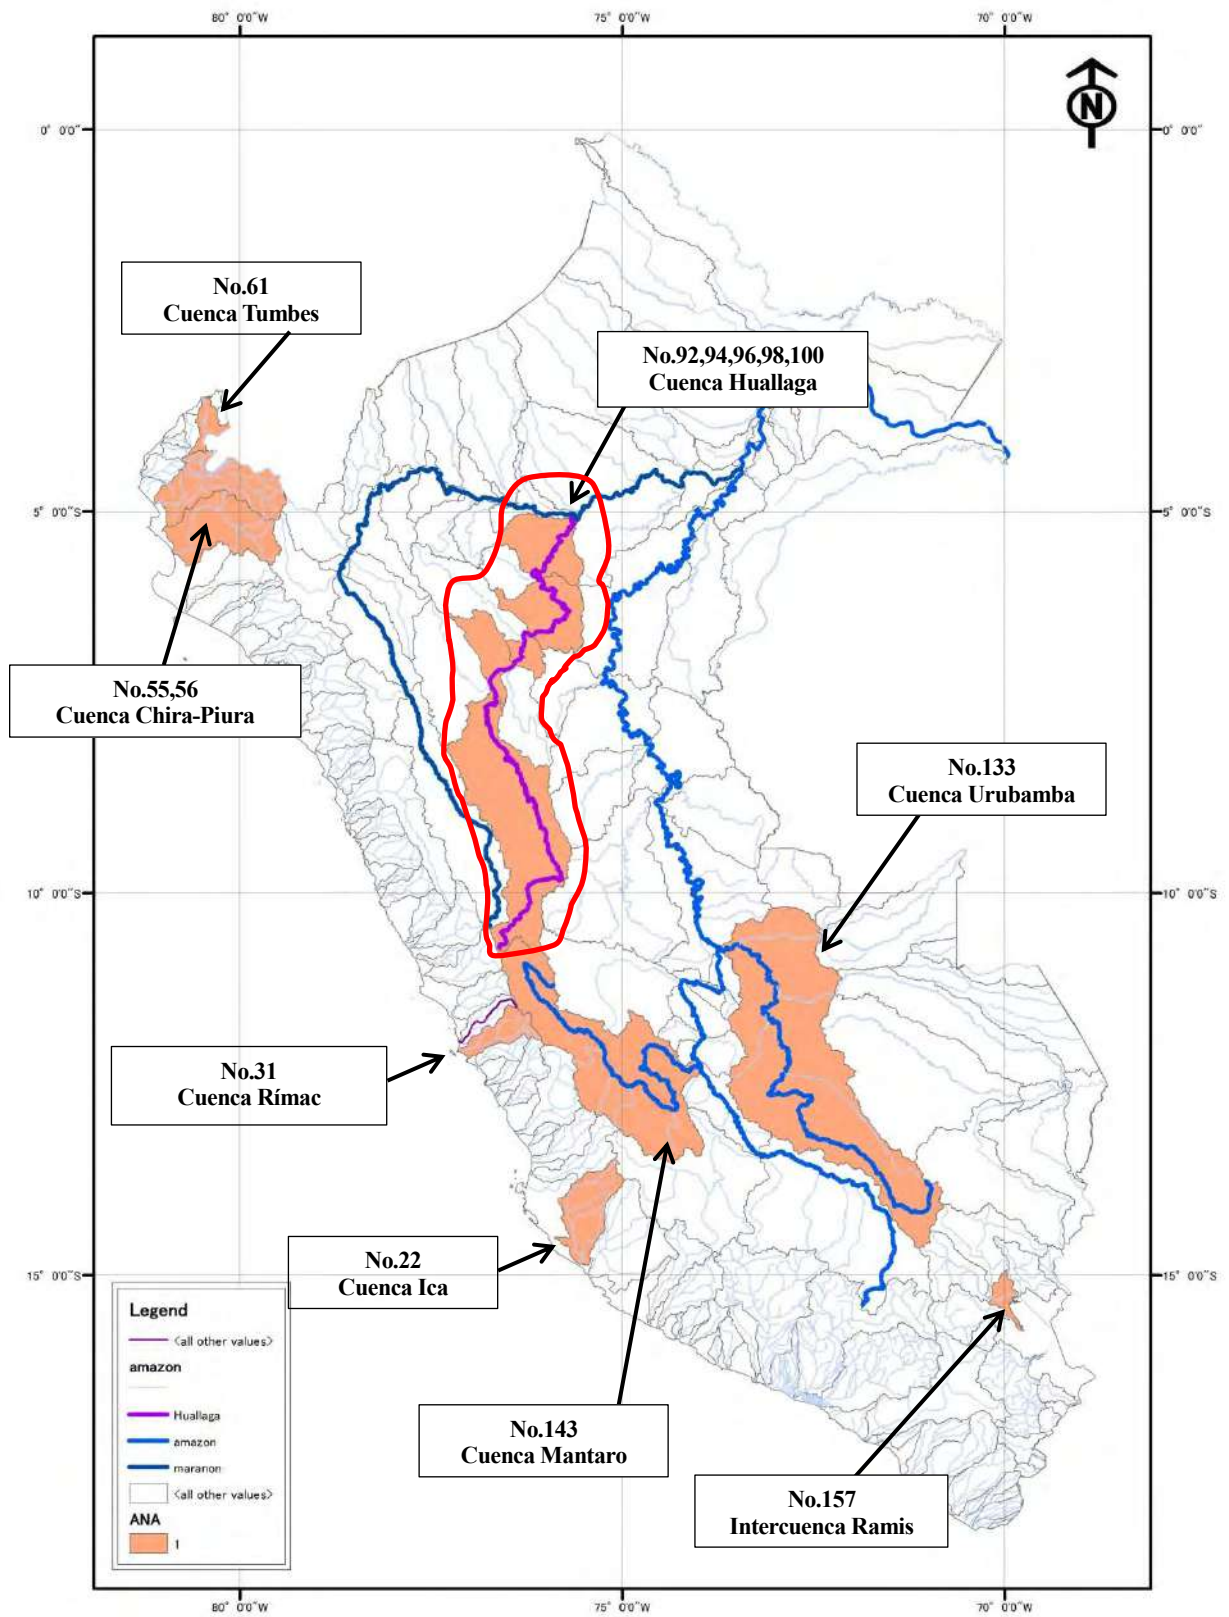 80° 0'0"W
75° 0'0"W
70° 0'0"W
0° 0'0"
0° 0'0"
N
No.61
Cuenca Tumbes
No.92,94,96,98,100
Cuenca Huallaga
5° 0'0"S
5° 0'0"S
No.55,56
Cuenca Chira-Piura
No.133
Cuenca Urubamba
10° 0'0"S
10° 0'0"S
No.31
Cuenca Rímac
No.22
Cuenca Ica
15° 0'0"S
15° 0'0"S
Legend
<all other values>
amazon
Huallaga
amazon
maranon
<all other values>
ANA
1
No.143
Cuenca Mantaro
No.157
Intercuenca Ramis
80° 0'0"W
75° 0'0"W
70° 0'0"W